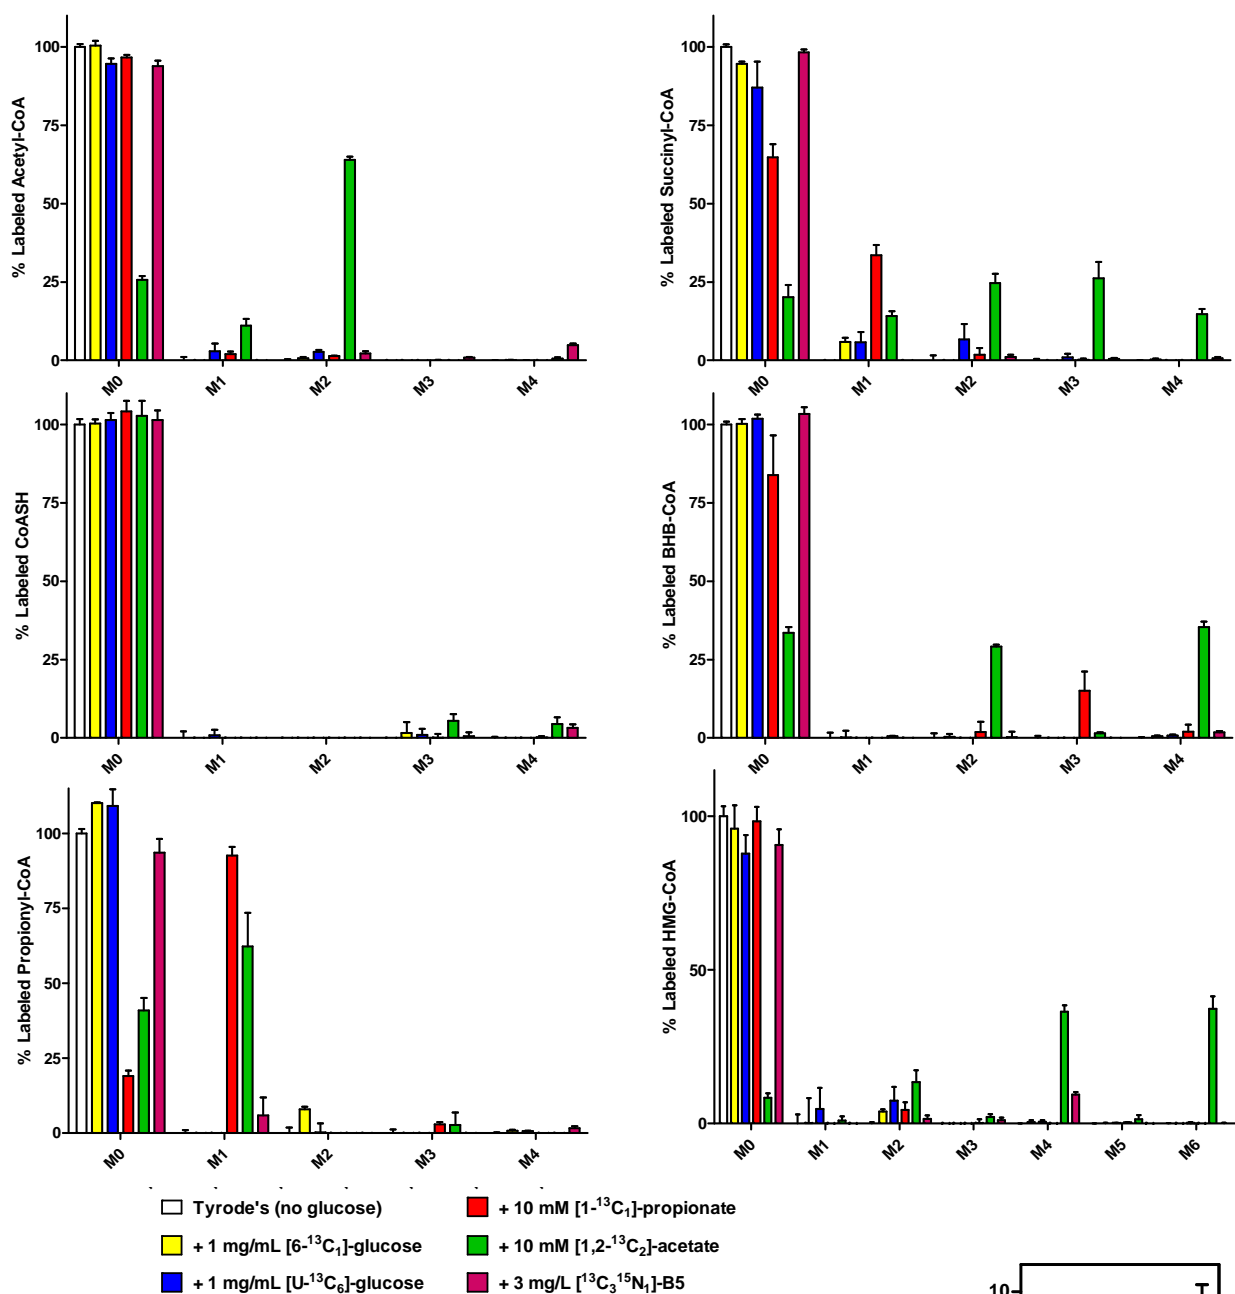 100
75
50
25
0
% Labeled Acetyl-CoA
M0 M1 M2 M3 M4
100
75
50
25
0
% Labeled Succinyl-CoA
M0 M1 M2 M3 M4
100
75
50
25
0
% Labeled CoASH
M0 M1 M2 M3 M4
100
75
50
25
0
% Labeled BHB-CoA
M0 M1 M2 M3 M4
100
75
50
25
0
% Labeled Propionyl-CoA
M0 M1 M2 M3 M4
100
50
0
% Labeled HMG-CoA
M0 M1 M2 M3 M4 M5 M6
Tyrode's (no glucose)
+ 1 mg/mL [6-¹³C₁]-glucose
+ 1 mg/mL [U-¹³C₆]-glucose
+ 10 mM [1-¹³C₁]-propionate
+ 10 mM [1,2-¹³C₂]-acetate
+ 3 mg/L [¹³C₃¹⁵N₁]-B5
10